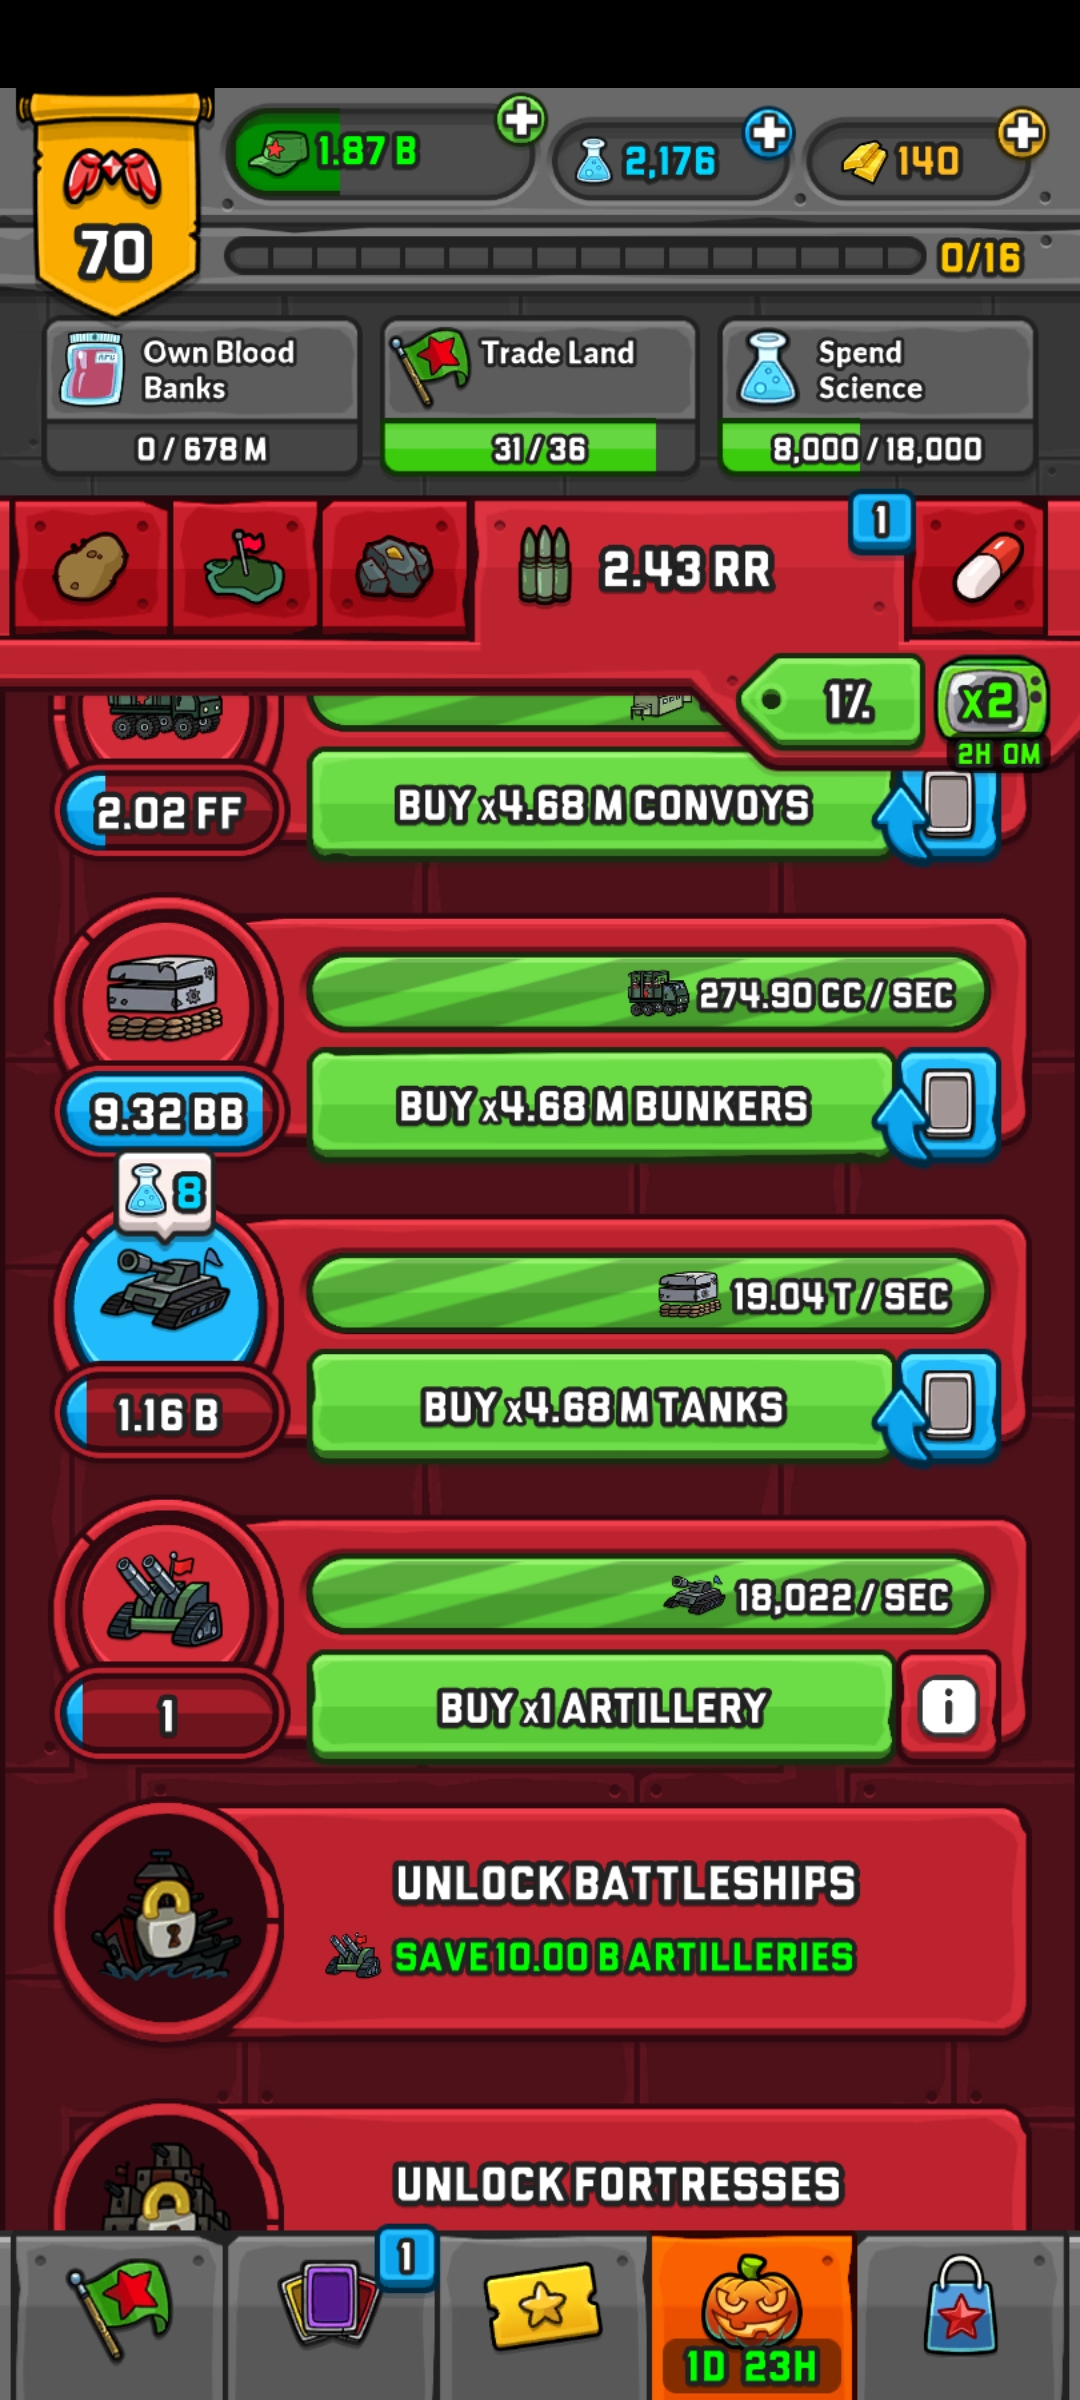 70
1.87 B
2,176
140
0/16
Own Blood
Banks
0 / 678 M
Trade Land
31 / 36
Spend
Science
8,000 / 18,000
2.43 RR
1
1%
x2
2H 0M
2.02 FF
BUY x4.68 M CONVOYS
274.90 CC / SEC
9.32 BB
BUY x4.68 M BUNKERS
8
19.04 T / SEC
1.16 B
BUY x4.68 M TANKS
18,022 / SEC
1
BUY x1 ARTILLERY
i
UNLOCK BATTLESHIPS
SAVE 10.00 B ARTILLERIES
UNLOCK FORTRESSES
1
1D 23H